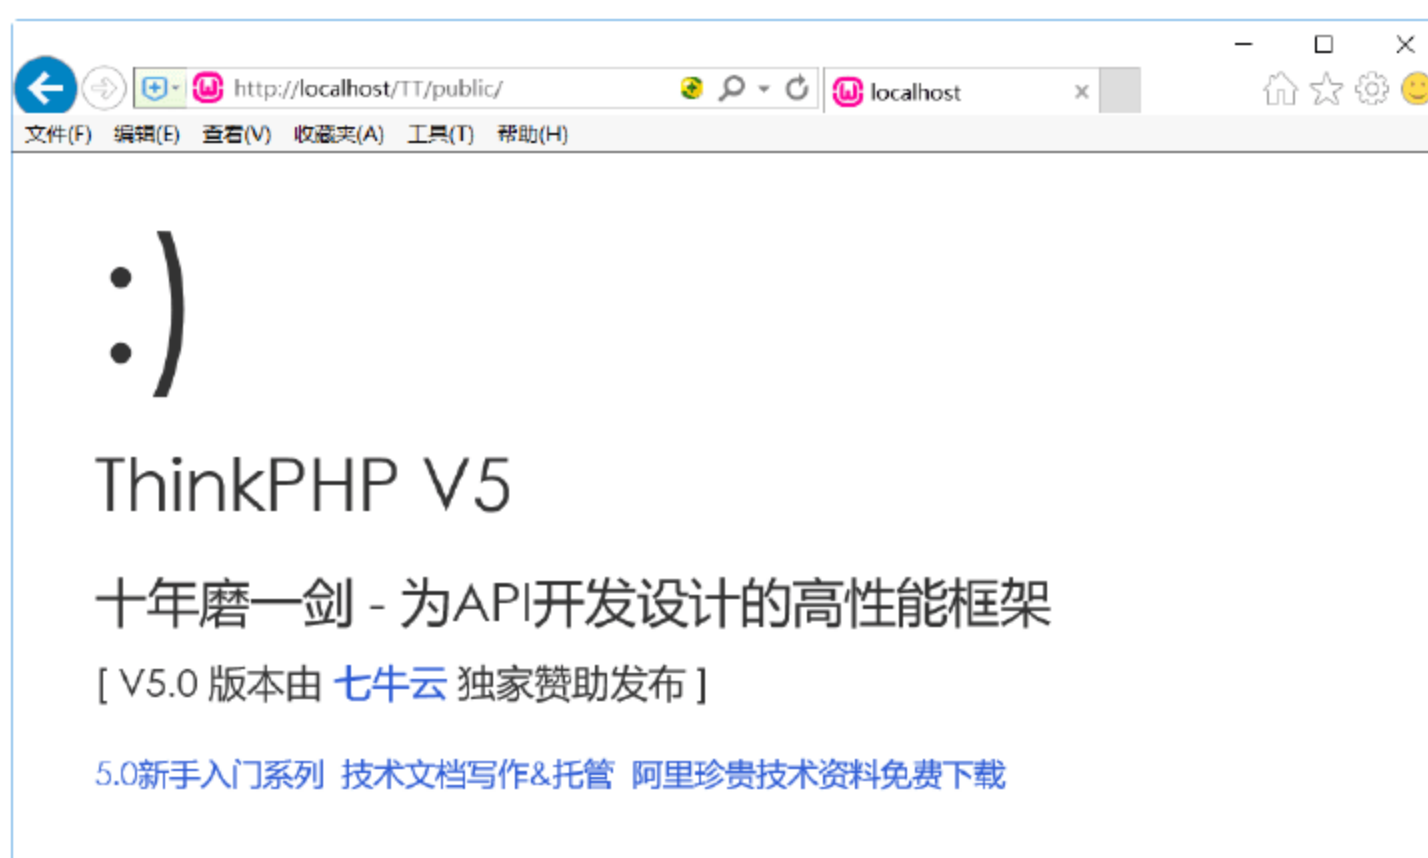 http://localhost/TT/public/ localhost
文件(F) 编辑(E) 查看(V) 收藏夹(A) 工具(T) 帮助(H)
:)
ThinkPHP V5
十年磨一剑 - 为API开发设计的高性能框架
[ V5.0 版本由 七牛云 独家赞助发布 ]
5.0新手入门系列 技术文档写作&托管 阿里珍贵技术资料免费下载